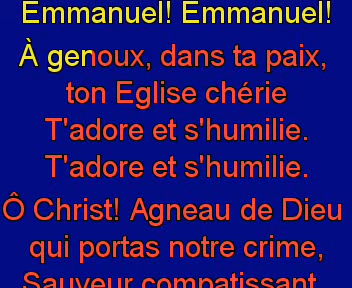 Emmanuel! Emmanuel!
À genoux, dans ta paix,
ton Eglise chérie
T'adore et s'humilie.
T'adore et s'humilie.
Ô Christ! Agneau de Dieu
qui portas notre crime,
Sauveur compatissant